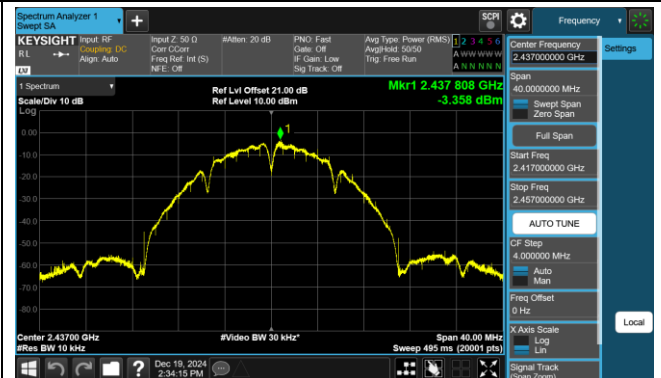 Spectrum Analyzer 1
Swept SA
SCPI
Frequency
KEYSIGHT
RL
LXI
Input: RF
Coupling: DC
Align: Auto
Input Z: 50 Ω
Corr CCorr
Freq Ref: Int (S)
NFE: Off
#Atten: 20 dB
PNO: Fast
Gate: Off
IF Gain: Low
Sig Track: Off
Avg Type: Power (RMS)
Avg|Hold: 50/50
Trig: Free Run
1 2 3 4 5 6
A W W W W W
A N N N N N
1 Spectrum
Scale/Div 10 dB
Log
Ref Lvl Offset 21.00 dB
Ref Level 10.00 dBm
Mkr1 2.437 808 GHz
-3.358 dBm
1
0.00
-10.0
-20.0
-30.0
-40.0
-50.0
-60.0
-70.0
-80.0
Center 2.43700 GHz
#Res BW 10 kHz
#Video BW 30 kHz*
Span 40.00 MHz
Sweep 495 ms (20001 pts)
Dec 19, 2024
2:34:15 PM
Center Frequency
2.437000000 GHz
Settings
Span
40.0000000 MHz
Swept Span
Zero Span
Full Span
Start Freq
2.417000000 GHz
Stop Freq
2.457000000 GHz
AUTO TUNE
CF Step
4.000000 MHz
Auto
Man
Freq Offset
0 Hz
X Axis Scale
Log
Lin
Local
Signal Track
(Span Zoom)